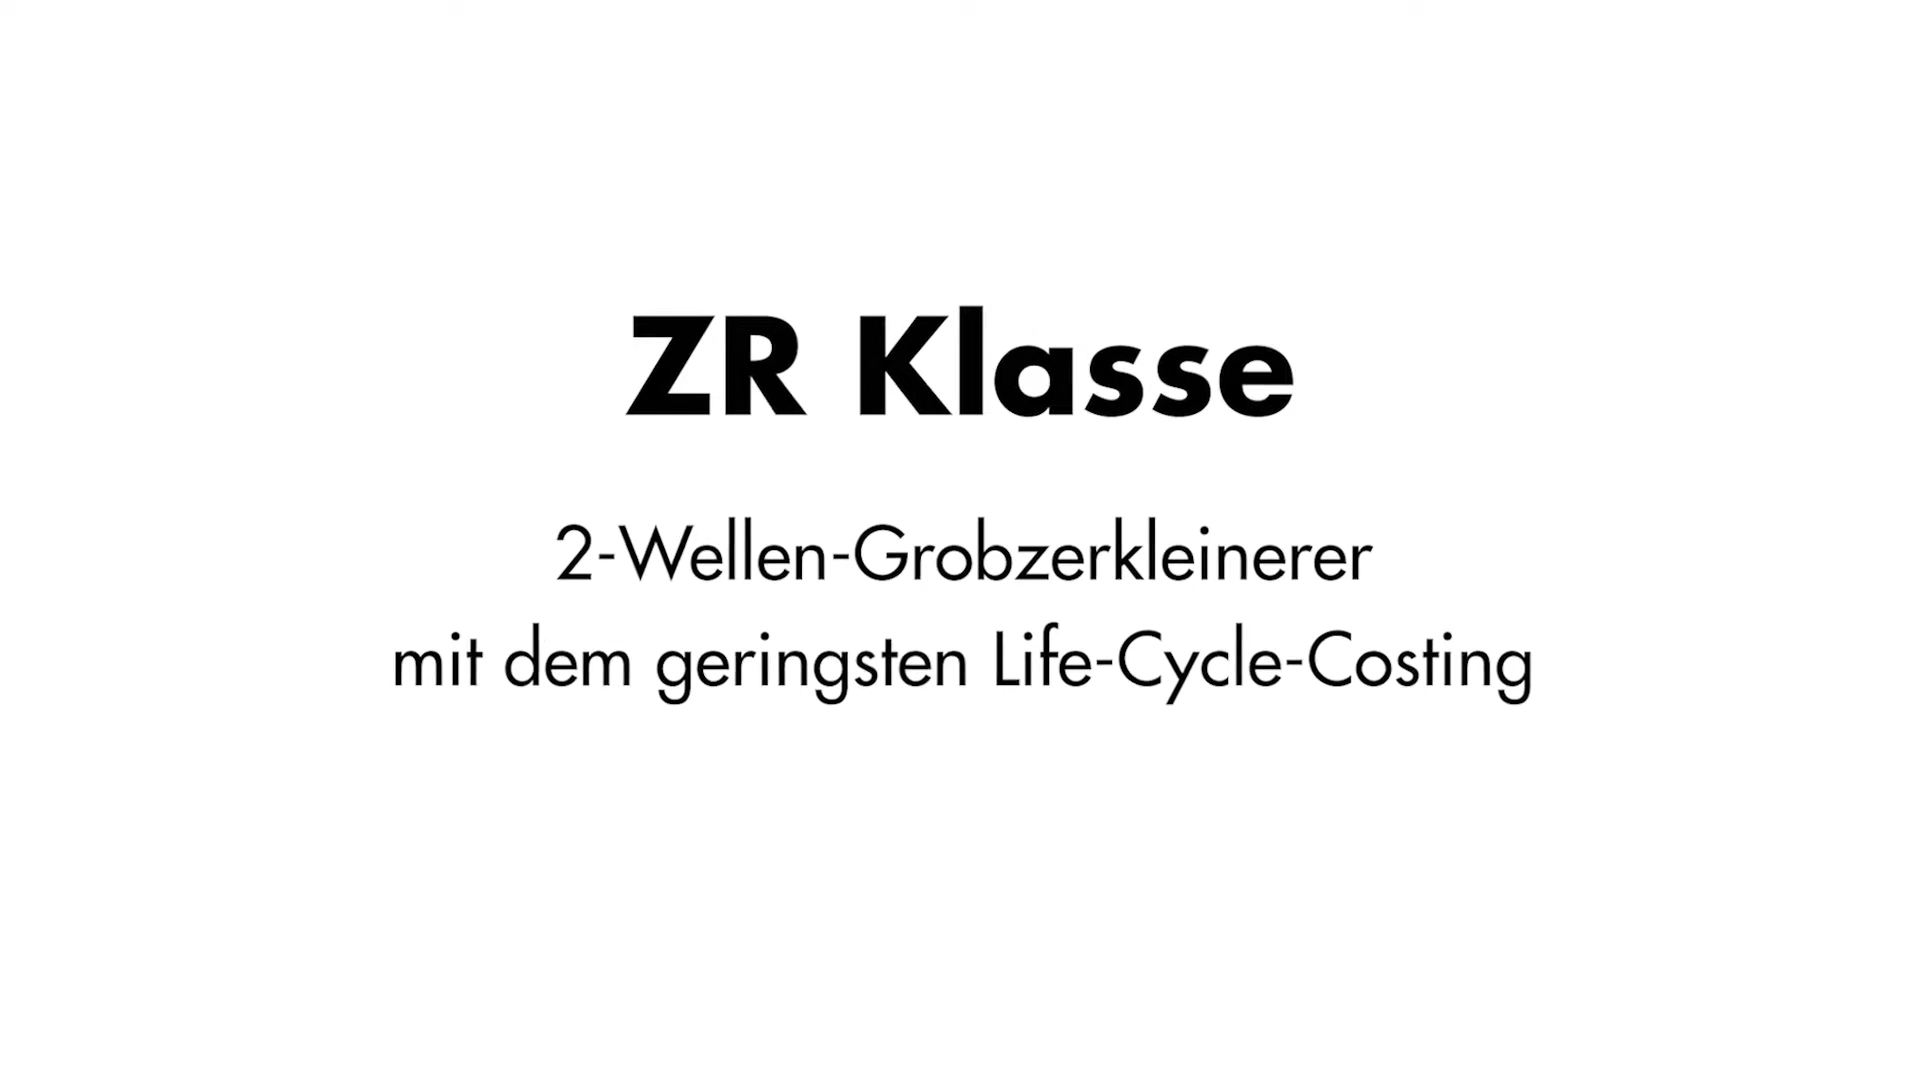 ZR Klasse
2-Wellen-Grobzerkleinerer
mit dem geringsten Life-Cycle-Costing